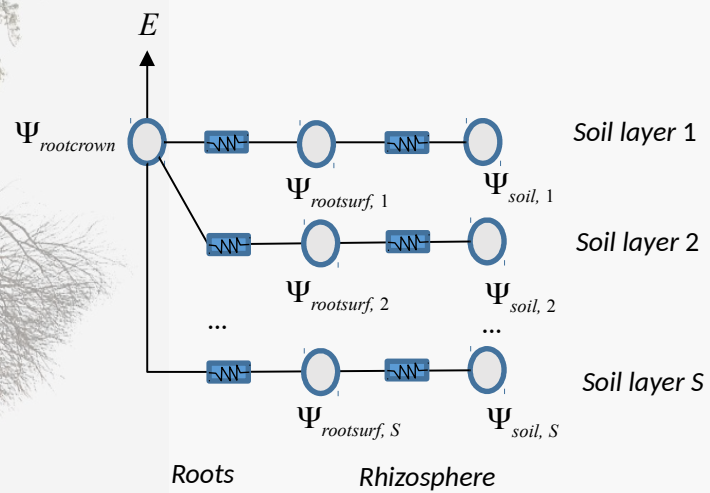 E
Ψrootcrown
Soil layer 1
Ψrootsurf, 1
Ψsoil, 1
Soil layer 2
Ψrootsurf, 2
Ψsoil, 2
...
...
Soil layer S
Ψrootsurf, S
Ψsoil, S
Roots
Rhizosphere